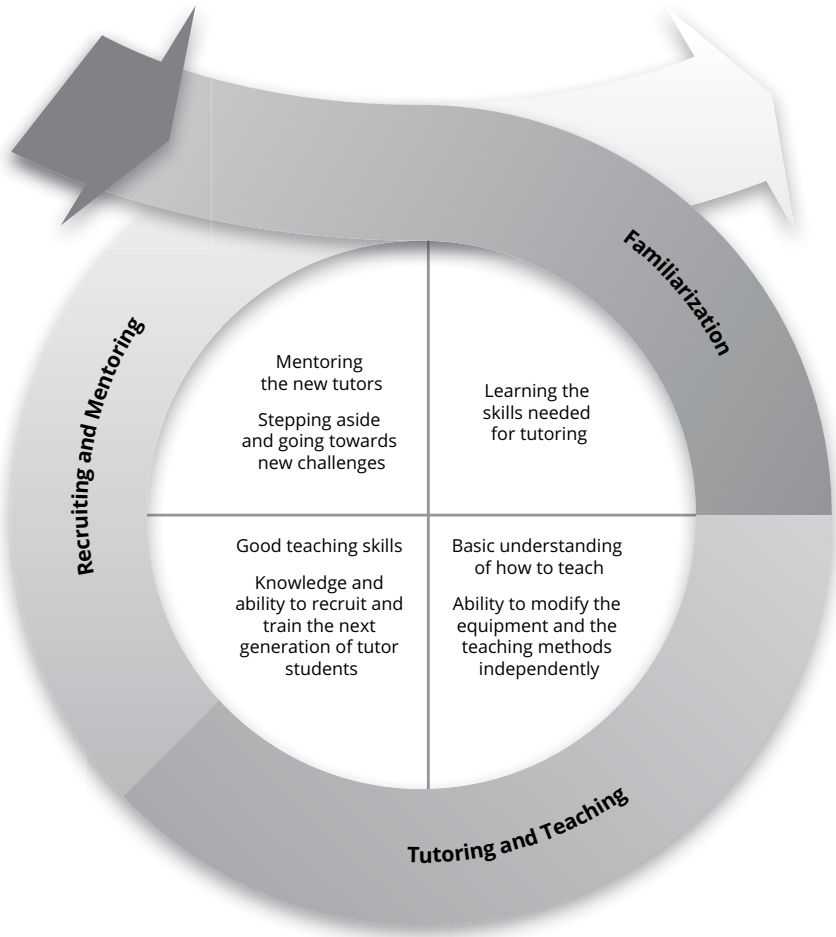 Familiarization
Recruiting and Mentoring
Mentoring
the new tutors
Stepping aside
and going towards
new challenges
Learning the
skills needed
for tutoring
Good teaching skills
Knowledge and
ability to recruit and
train the next
generation of tutor
students
Basic understanding
of how to teach
Ability to modify the
equipment and the
teaching methods
independently
Tutoring and Teaching